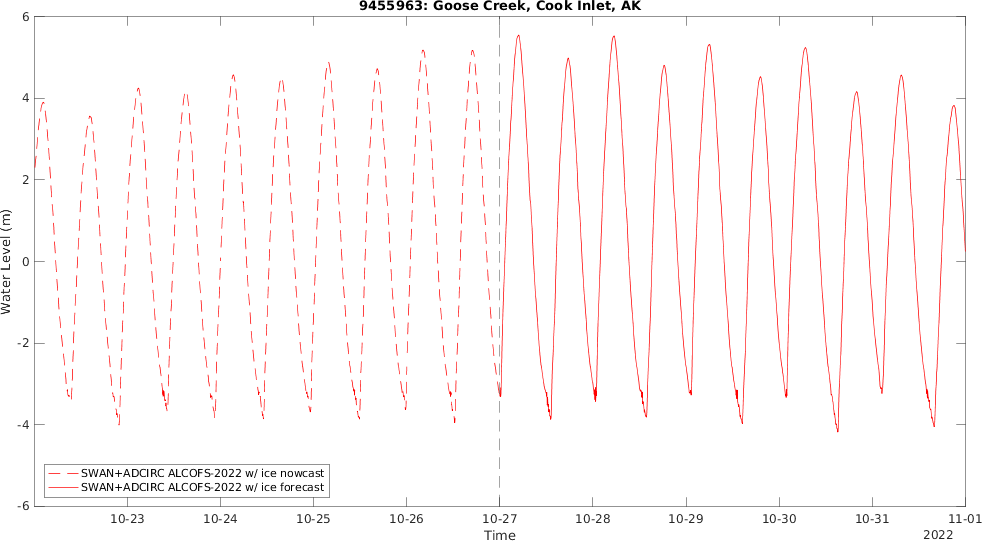 9455963: Goose Creek, Cook Inlet, AK
6
4
2
0
-2
-4
-6
Water Level (m)
SWAN+ADCIRC ALCOFS-2022 w/ ice nowcast
SWAN+ADCIRC ALCOFS-2022 w/ ice forecast
10-23 10-24 10-25 10-26 10-27 10-28 10-29 10-30 10-31 11-01
Time
2022